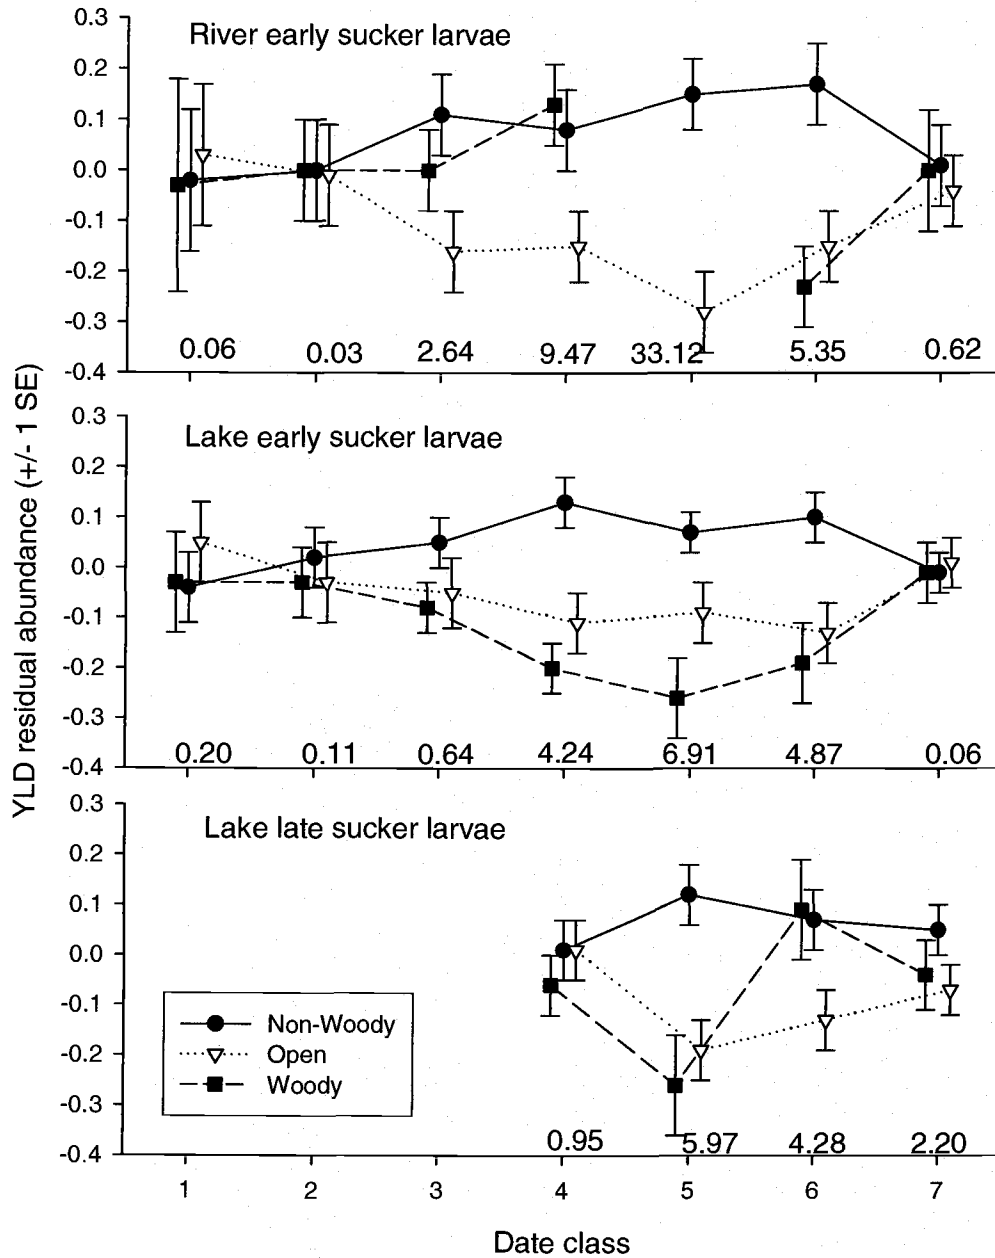 River early sucker larvae
0.3
0.2
0.1
0.0
-0.1
-0.2
-0.3
-0.4
0.06 0.03 2.64 9.47 33.12 5.35 0.62
YLD residual abundance (+/- 1 SE)
Lake early sucker larvae
0.3
0.2
0.1
0.0
-0.1
-0.2
-0.3
-0.4
0.20 0.11 0.64 4.24 6.91 4.87 0.06
Lake late sucker larvae
0.3
0.2
0.1
0.0
-0.1
-0.2
-0.3
-0.4
Non-Woody
Open
Woody
0.95 5.97 4.28 2.20
1 2 3 4 5 6 7
Date class